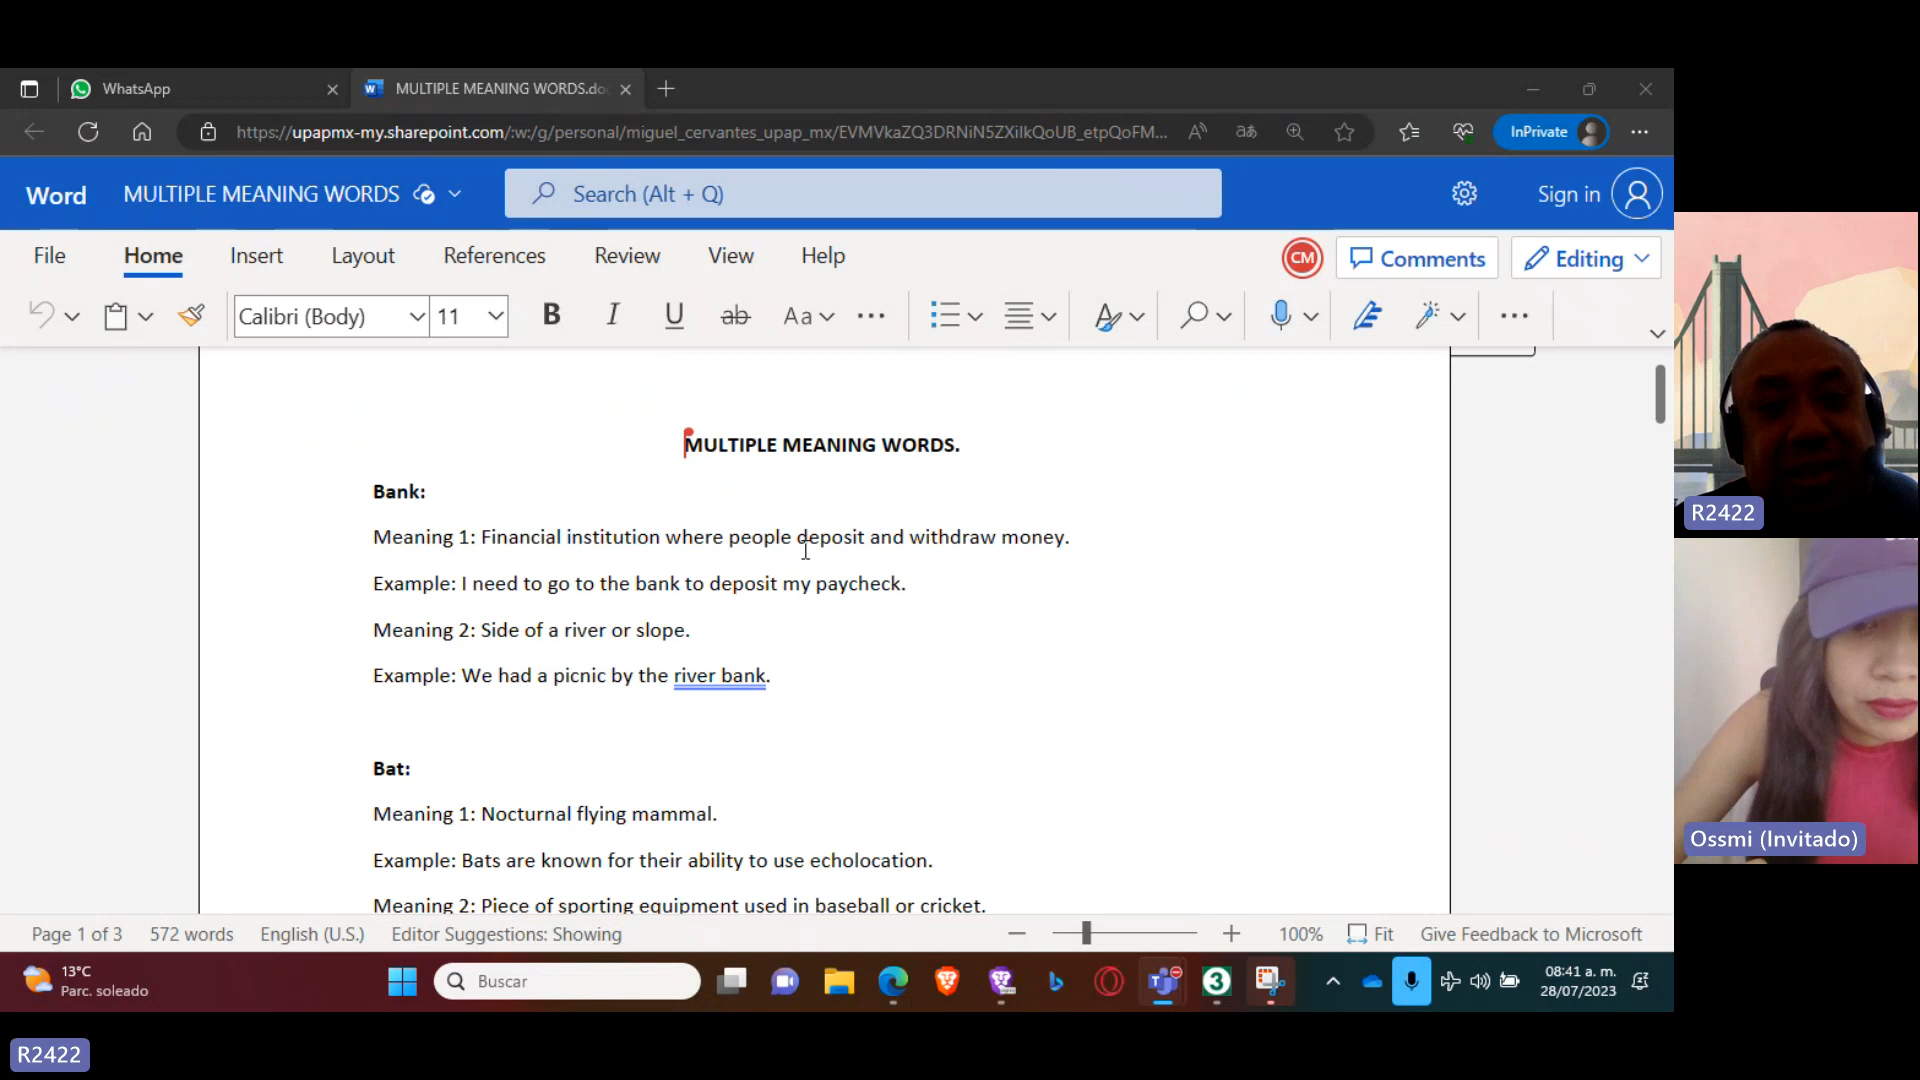 WhatsApp
MULTIPLE MEANING WORDS.doc
https://upapmx-my.sharepoint.com/:w:/g/personal/miguel_cervantes_upap_mx/EVMVkaZQ3DRNiN5ZXiIkQoUB_etpQoFM...
InPrivate
Word
MULTIPLE MEANING WORDS
Search (Alt + Q)
Sign in
File Home Insert Layout References Review View Help
CM
Comments
Editing
Calibri (Body) 11
MULTIPLE MEANING WORDS.
Bank:
Meaning 1: Financial institution where people deposit and withdraw money.
Example: I need to go to the bank to deposit my paycheck.
Meaning 2: Side of a river or slope.
Example: We had a picnic by the river bank.
Bat:
Meaning 1: Nocturnal flying mammal.
Example: Bats are known for their ability to use echolocation.
Meaning 2: Piece of sporting equipment used in baseball or cricket.
Page 1 of 3 572 words English (U.S.) Editor Suggestions: Showing 100% Fit Give Feedback to Microsoft
13°C
Parc. soleado
Buscar
08:41 a. m.
28/07/2023
R2422
Ossmi (Invitado)
R2422